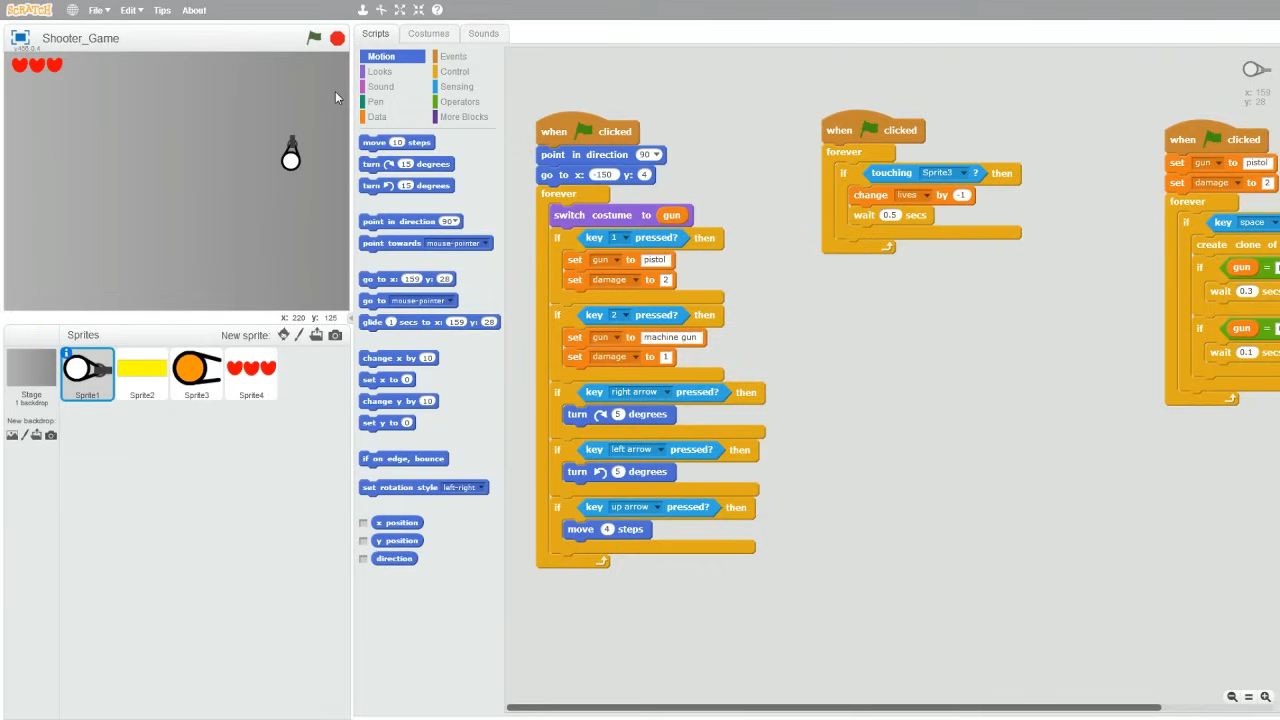 SCRATCH File Edit Tips About
Shooter_Game
v456.0.4
Scripts Costumes Sounds
Motion Events
Looks Control
Sound Sensing
Pen Operators
Data More Blocks
move 10 steps
turn 15 degrees
turn 15 degrees
point in direction 90
point towards mouse-pointer
go to x: 159 y: 28
go to mouse-pointer
glide 1 secs to x: 159 y: 28
change x by 10
set x to 0
change y by 10
set y to 0
if on edge, bounce
set rotation style left-right
x position
y position
direction
x: 220 y: 125
Sprites New sprite:
Stage
1 backdrop
New backdrop:
Sprite1 Sprite2 Sprite3 Sprite4
when clicked
point in direction 90
go to x: -150 y: 4
forever
switch costume to gun
if key 1 pressed? then
set gun to pistol
set damage to 2
if key 2 pressed? then
set gun to machine gun
set damage to 1
if key right arrow pressed? then
turn 5 degrees
if key left arrow pressed? then
turn 5 degrees
if key up arrow pressed? then
move 4 steps
when clicked
forever
if touching Sprite3 ? then
change lives by -1
wait 0.5 secs
when clicked
set gun to pistol
set damage to 2
forever
if key space
create clone of
if gun =
wait 0.3 secs
if gun =
wait 0.1 secs
x: 159
y: 28